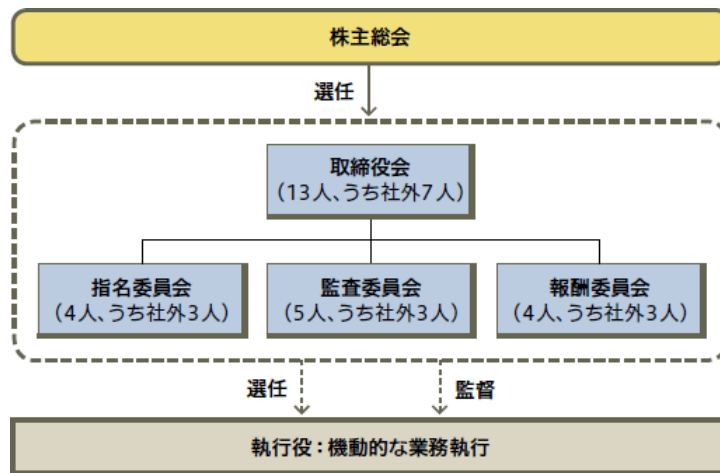 株主総会
選任
取締役会
（13人、うち社外7人）
指名委員会
（4人、うち社外3人）
監査委員会
（5人、うち社外3人）
報酬委員会
（4人、うち社外3人）
選任
監督
執行役：機動的な業務執行